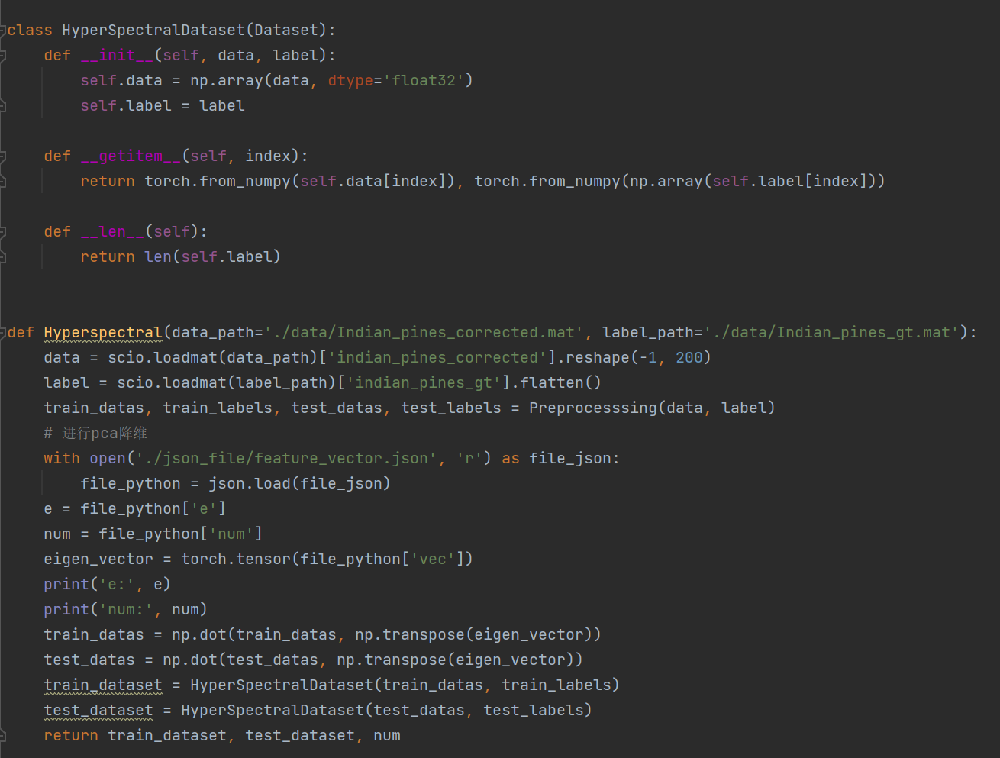 class HyperSpectralDataset(Dataset):
    def __init__(self, data, label):
        self.data = np.array(data, dtype='float32')
        self.label = label
    def __getitem__(self, index):
        return torch.from_numpy(self.data[index]), torch.from_numpy(np.array(self.label[index]))
    def __len__(self):
        return len(self.label)
def Hyperspectral(data_path='./data/Indian_pines_corrected.mat', label_path='./data/Indian_pines_gt.mat'):
    data = scio.loadmat(data_path)['indian_pines_corrected'].reshape(-1, 200)
    label = scio.loadmat(label_path)['indian_pines_gt'].flatten()
    train_datas, train_labels, test_datas, test_labels = Preprocesssing(data, label)
    # 进行pca降维
    with open('./json_file/feature_vector.json', 'r') as file_json:
        file_python = json.load(file_json)
    e = file_python['e']
    num = file_python['num']
    eigen_vector = torch.tensor(file_python['vec'])
    print('e:', e)
    print('num:', num)
    train_datas = np.dot(train_datas, np.transpose(eigen_vector))
    test_datas = np.dot(test_datas, np.transpose(eigen_vector))
    train_dataset = HyperSpectralDataset(train_datas, train_labels)
    test_dataset = HyperSpectralDataset(test_datas, test_labels)
    return train_dataset, test_dataset, num